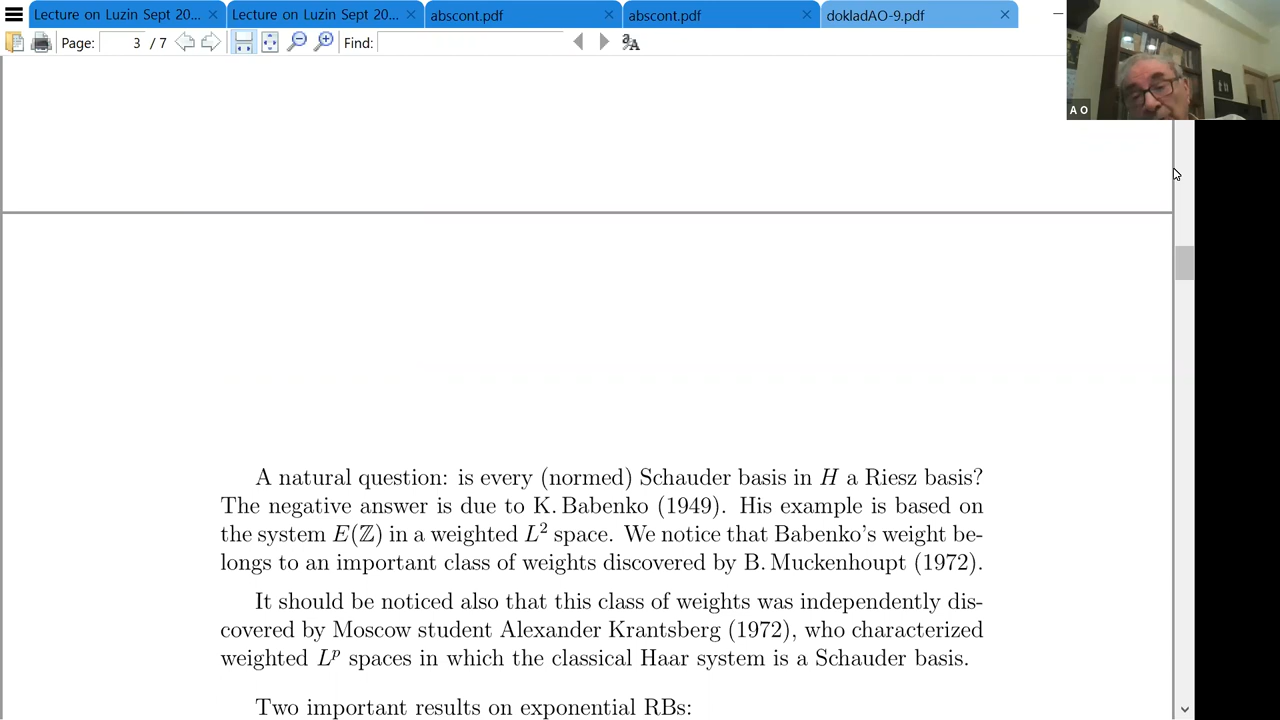 Lecture on Luzin Sept 20...
Lecture on Luzin Sept 20...
abscont.pdf
abscont.pdf
dokladAO-9.pdf
Page: 3 / 7
Find:
A O
A natural question: is every (normed) Schauder basis in H a Riesz basis?
The negative answer is due to K. Babenko (1949). His example is based on
the system E(ℤ) in a weighted L² space. We notice that Babenko's weight be-
longs to an important class of weights discovered by B. Muckenhoupt (1972).
It should be noticed also that this class of weights was independently dis-
covered by Moscow student Alexander Krantsberg (1972), who characterized
weighted Lᵖ spaces in which the classical Haar system is a Schauder basis.
Two important results on exponential RBs: